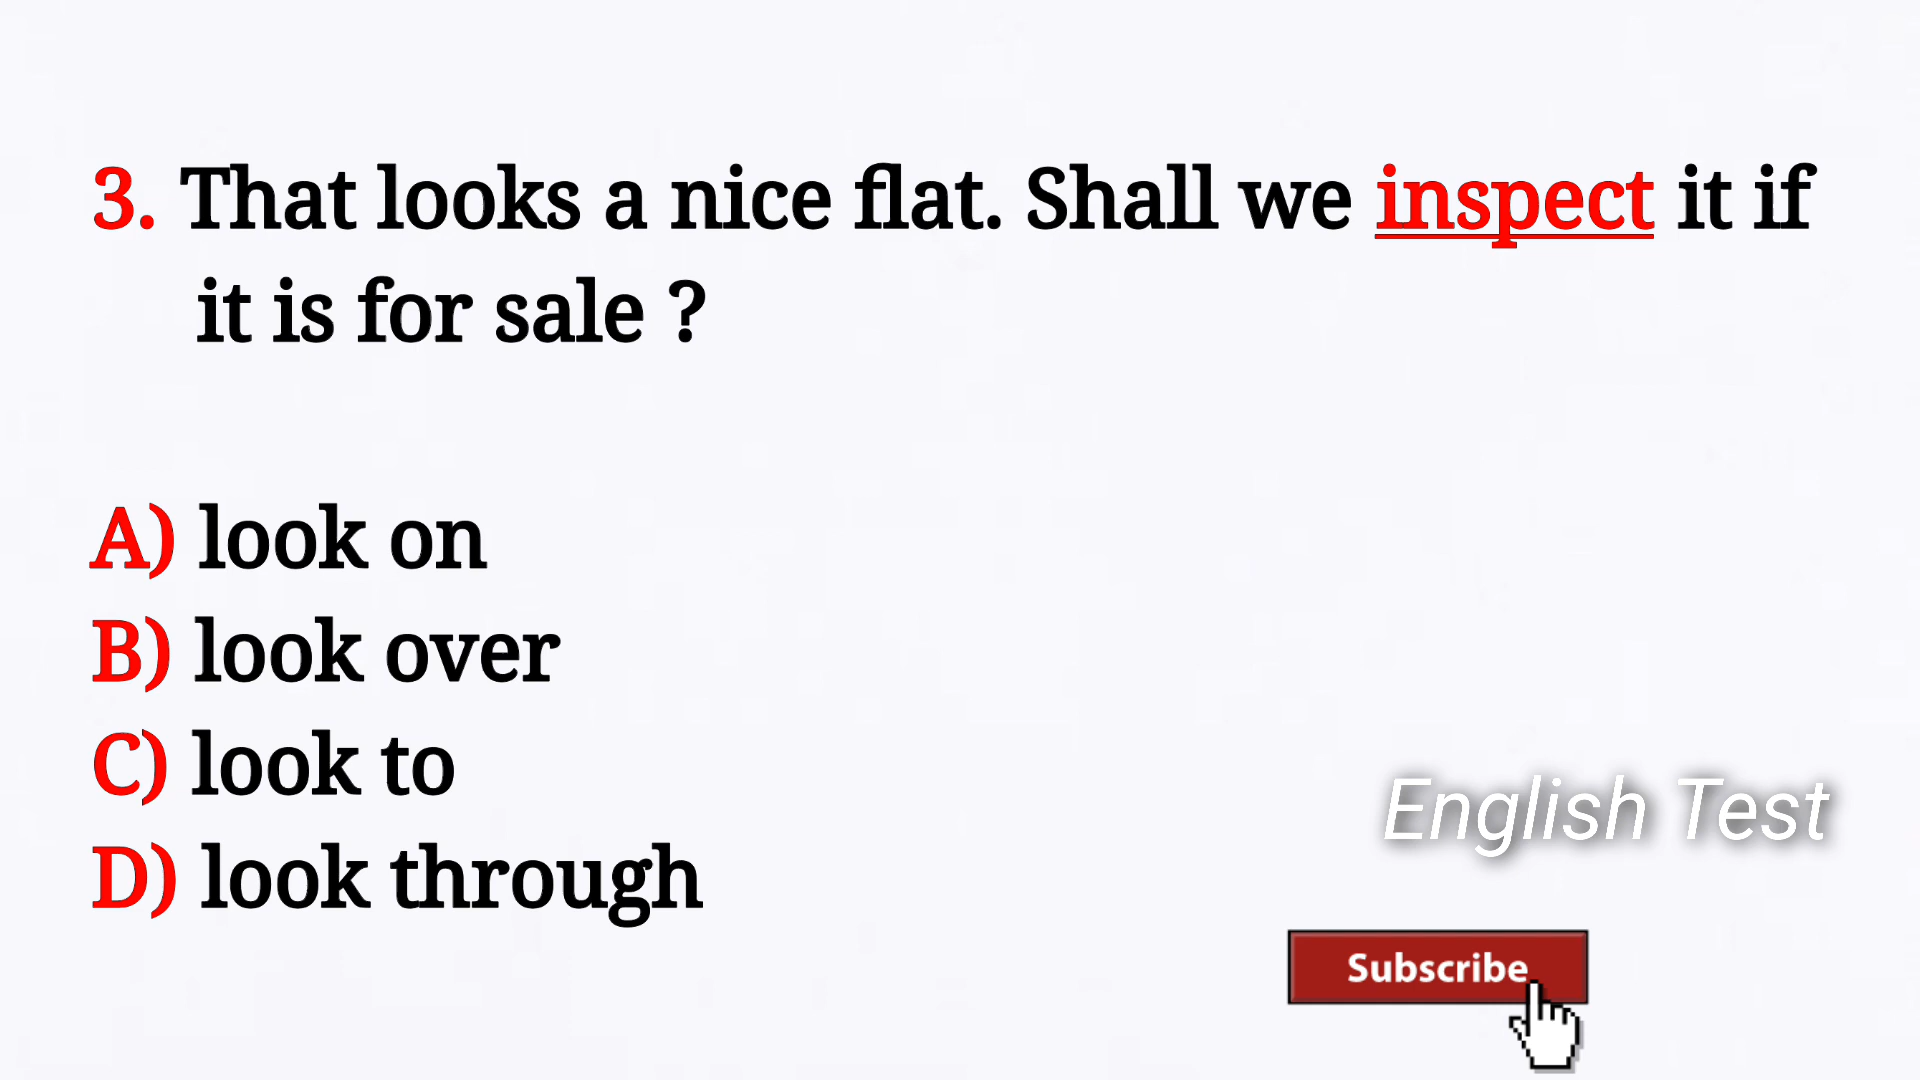 3. That looks a nice flat. Shall we inspect it if
it is for sale ?
A) look on
B) look over
C) look to
D) look through
English Test
Subscribe